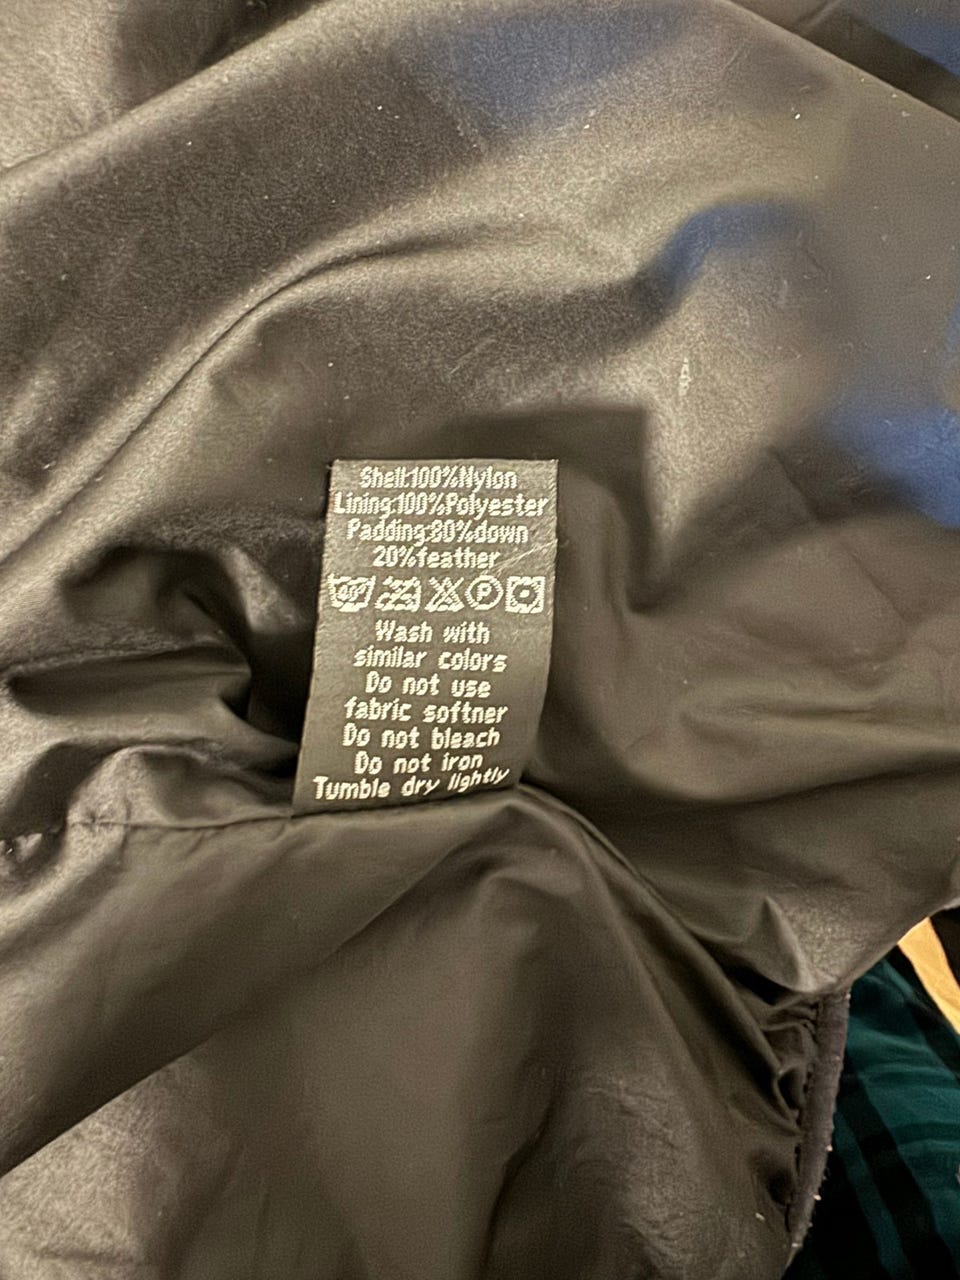 Shell:100%Nylon
Lining:100%Polyester
Padding:80%down
20%feather
40° P
Wash with
similar colors
Do not use
fabric softner
Do not bleach
Do not iron
Tumble dry lightly